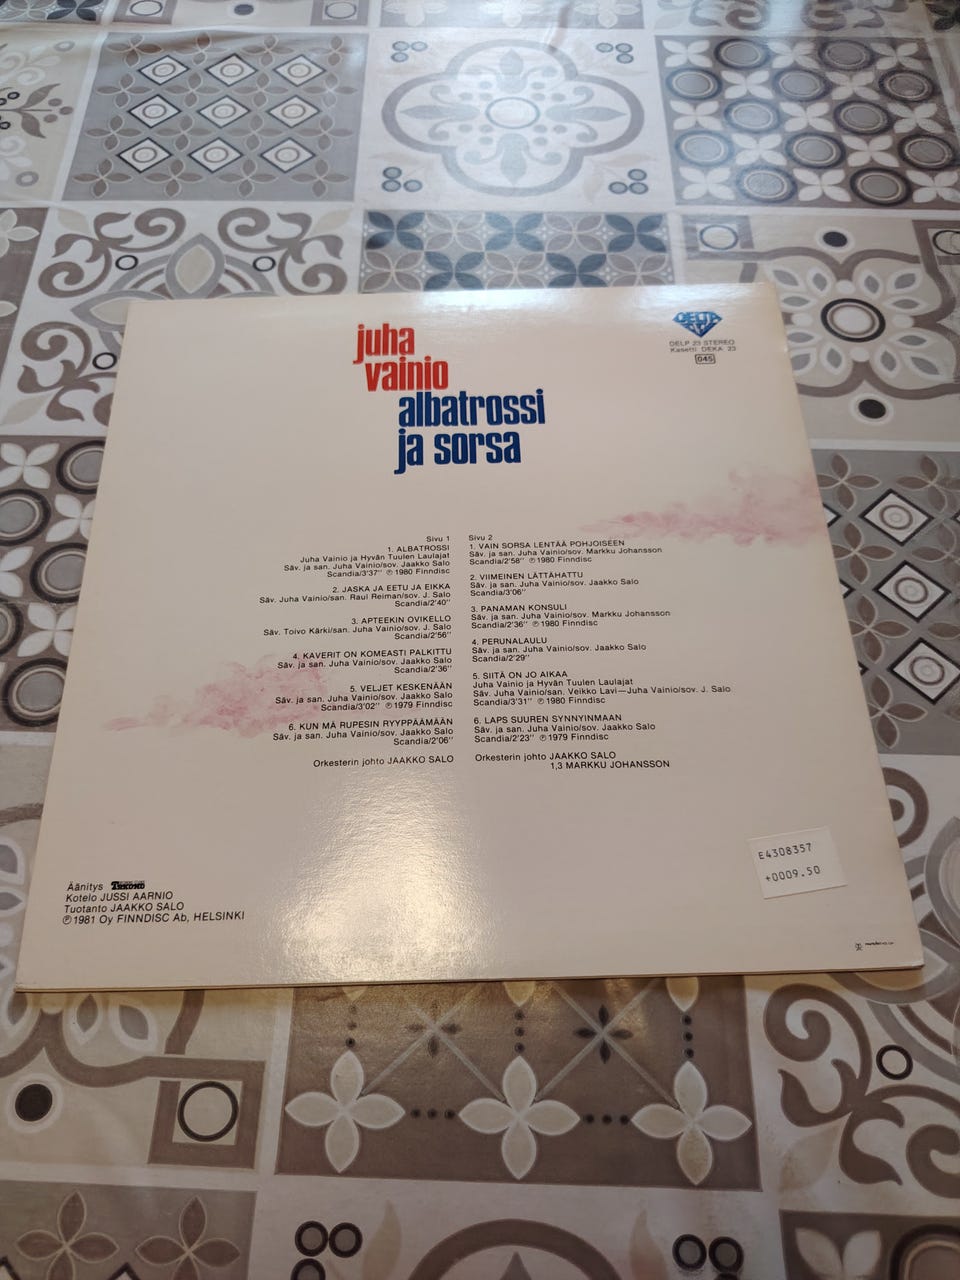 juha
vainio
albatrossi
ja sorsa
DELTA
DELP 23 STEREO
Kasetti DEKA 23
045
Sivu 1
1. ALBATROSSI
Juha Vainio ja Hyvän Tuulen Laulajat
Säv. ja san. Juha Vainio/sov. Jaakko Salo
Scandia/3'37'' ℗ 1980 Finndisc
2. JASKA JA EETU JA EIKKA
Säv. Juha Vainio/san. Raul Reiman/sov. J. Salo
Scandia/2'40''
3. APTEEKIN OVIKELLO
Säv. Toivo Kärki/san. Juha Vainio/sov. J. Salo
Scandia/2'56''
4. KAVERIT ON KOMEASTI PALKITTU
Säv. ja san. Juha Vainio/sov. Jaakko Salo
Scandia/2'36''
5. VELJET KESKENÄÄN
Säv. ja san. Juha Vainio/sov. Jaakko Salo
Scandia/3'02'' ℗ 1979 Finndisc
6. KUN MÄ RUPESIN RYYPPÄÄMÄÄN
Säv. ja san. Juha Vainio/sov. Jaakko Salo
Scandia/2'06''
Orkesterin johto JAAKKO SALO
Sivu 2
1. VAIN SORSA LENTÄÄ POHJOISEEN
Säv. ja san. Juha Vainio/sov. Markku Johansson
Scandia/2'58'' ℗ 1980 Finndisc
2. VIIMEINEN LÄTTÄHATTU
Säv. ja san. Juha Vainio/sov. Jaakko Salo
Scandia/3'06''
3. PANAMAN KONSULI
Säv. ja san. Juha Vainio/sov. Markku Johansson
Scandia/2'36'' ℗ 1980 Finndisc
4. PERUNALAULU
Säv. ja san. Juha Vainio/sov. Jaakko Salo
Scandia/2'29''
5. SIITÄ ON JO AIKAA
Juha Vainio ja Hyvän Tuulen Laulajat
Säv. Juha Vainio/san. Veikko Lavi—Juha Vainio/sov. J. Salo
Scandia/3'31'' ℗ 1980 Finndisc
6. LAPS SUUREN SYNNYINMAAN
Säv. ja san. Juha Vainio/sov. Jaakko Salo
Scandia/2'23'' ℗ 1979 Finndisc
Orkesterin johto JAAKKO SALO
1,3 MARKKU JOHANSSON
E4308357
+0009.50
Äänitys
Kotelo JUSSI AARNIO
Tuotanto JAAKKO SALO
℗ 1981 Oy FINNDISC Ab, HELSINKI